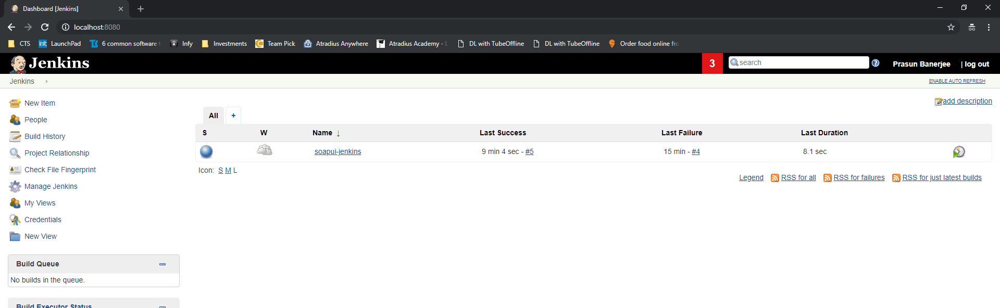 Dashboard [Jenkins]
localhost:8080
CTS LaunchPad 6 common software Infy Investments Team Pick Atradius Anywhere Atradius Academy - DL with TubeOffline DL with TubeOffline Order food online
Jenkins 3 search Prasun Banerjee | log out
Jenkins ENABLE AUTO REFRESH
add description
New Item
People
Build History
Project Relationship
Check File Fingerprint
Manage Jenkins
My Views
Credentials
New View
All +
S W Name ↓ Last Success Last Failure Last Duration
soapui-jenkins 9 min 4 sec - #5 15 min - #4 8.1 sec
Icon: S M L
Legend RSS for all RSS for failures RSS for just latest builds
Build Queue
No builds in the queue.
Build Executor Status